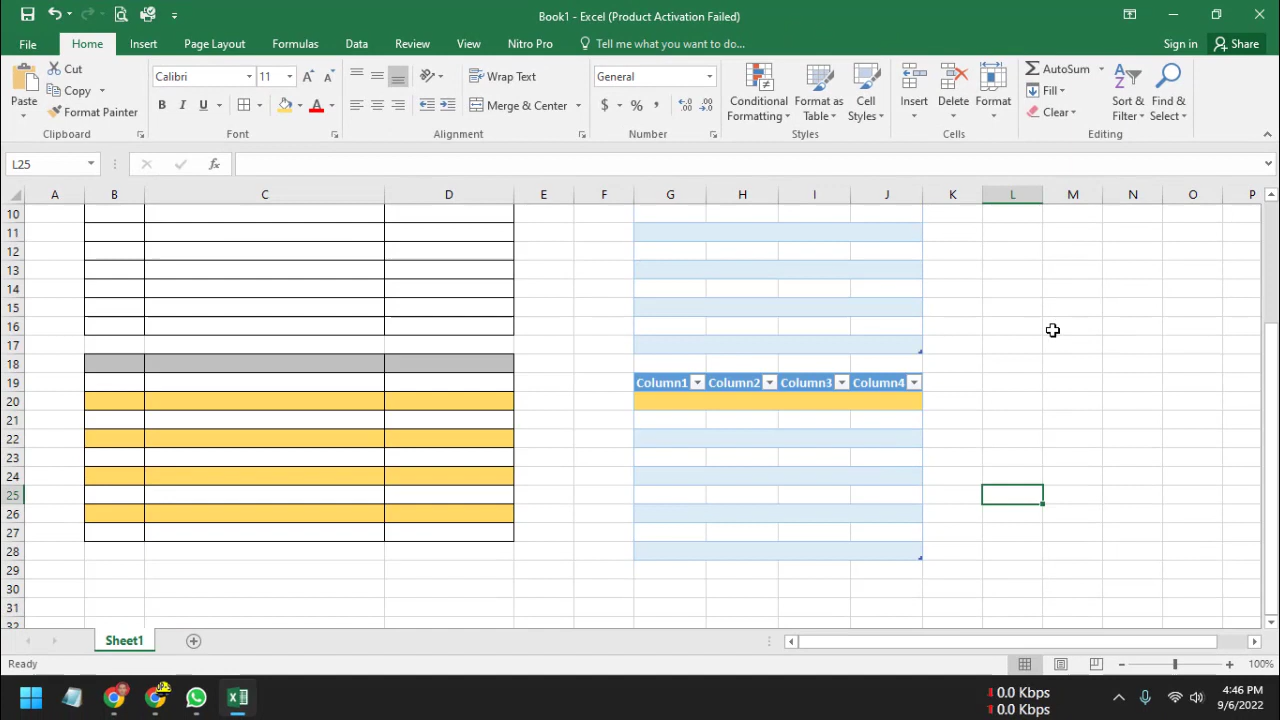 Book1 - Excel (Product Activation Failed)
File Home Insert Page Layout Formulas Data Review View Nitro Pro Tell me what you want to do... Sign in Share
Paste
Cut
Copy
Format Painter
Clipboard
Calibri 11
B I U
Font
Wrap Text
Merge & Center
Alignment
General
$ % ,
Number
Conditional Formatting
Format as Table
Cell Styles
Styles
Insert
Delete
Format
Cells
AutoSum
Fill
Clear
Sort & Filter
Find & Select
Editing
L25
fx
A B C D E F G H I J K L M N O P
10
11
12
13
14
15
16
17
18
19 Column1 Column2 Column3 Column4
20
21
22
23
24
25
26
27
28
29
30
31
32
Sheet1
Ready
100%
0.0 Kbps
0.0 Kbps
4:46 PM
9/6/2022